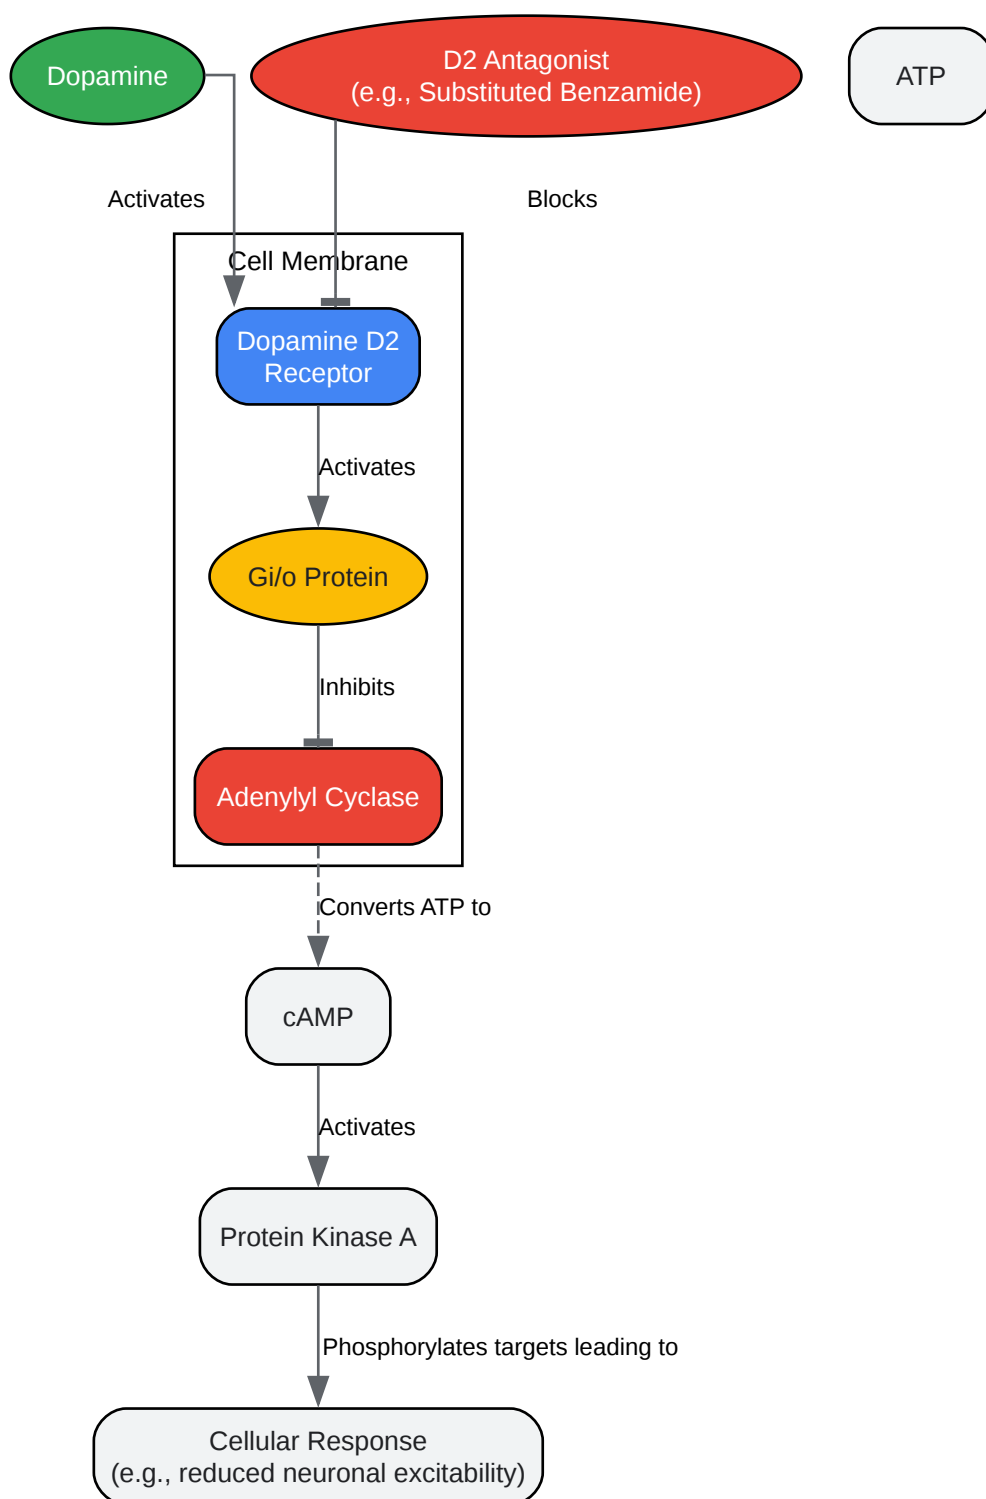 Dopamine
D2 Antagonist
(e.g., Substituted Benzamide)
ATP
Activates
Blocks
Cell Membrane
Dopamine D2
Receptor
Activates
Gi/o Protein
Inhibits
Adenylyl Cyclase
Converts ATP to
cAMP
Activates
Protein Kinase A
Phosphorylates targets leading to
Cellular Response
(e.g., reduced neuronal excitability)